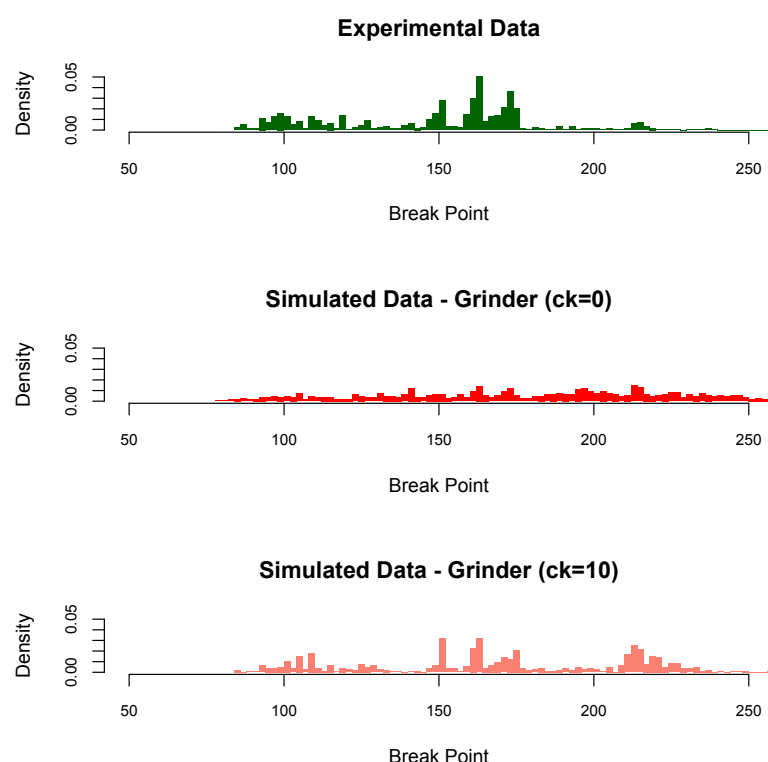 Experimental Data
Density
0.00 0.05
50 100 150 200 250
Break Point
Simulated Data - Grinder (ck=0)
Density
0.00 0.05
50 100 150 200 250
Break Point
Simulated Data - Grinder (ck=10)
Density
0.00 0.05
50 100 150 200 250
Break Point